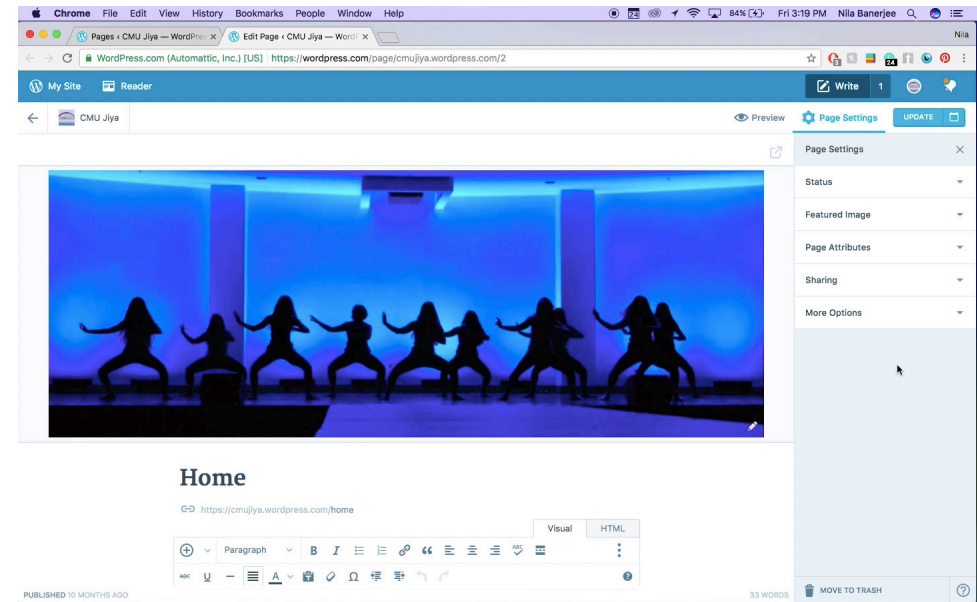 Chrome File Edit View History Bookmarks People Window Help 24 84% Fri 3:19 PM Nila Banerjee
Pages ‹ CMU Jiya — WordPres × Edit Page ‹ CMU Jiya — Word × Nila
WordPress.com (Automattic, Inc.) [US] https://wordpress.com/page/cmujiya.wordpress.com/2 24
My Site Reader Write 1
CMU Jiya Preview Page Settings UPDATE
Page Settings
Status
Featured Image
Page Attributes
Sharing
More Options
Home
https://cmujiya.wordpress.com/home
Visual HTML
Paragraph B I ABC
ABC U A Ω
PUBLISHED 10 MONTHS AGO 33 WORDS MOVE TO TRASH